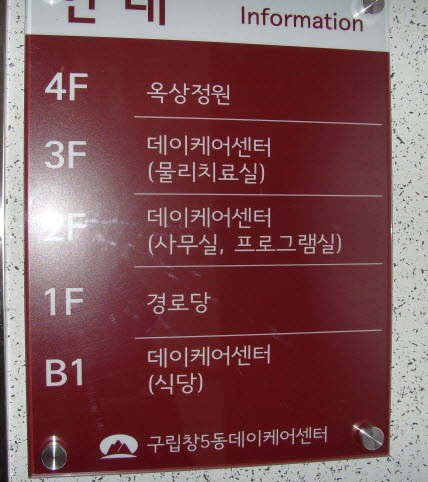 안내 Information
4F 옥상정원
3F 데이케어센터
(물리치료실)
2F 데이케어센터
(사무실, 프로그램실)
1F 경로당
B1 데이케어센터
(식당)
구립창5동데이케어센터